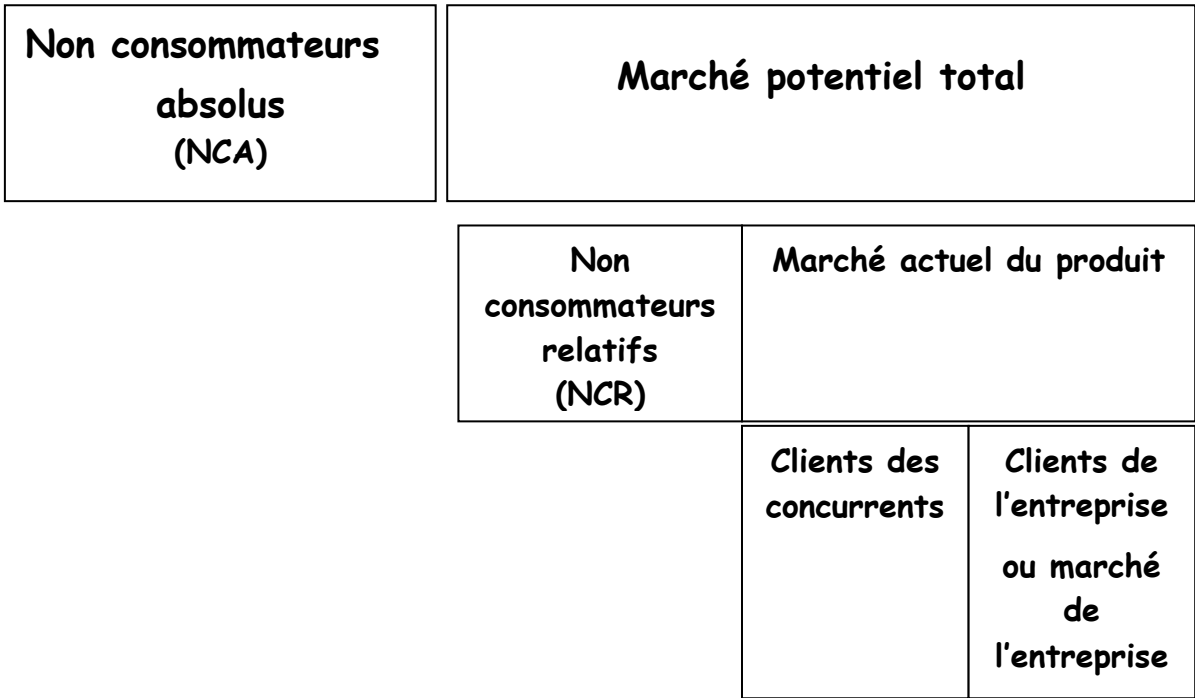 Non consommateurs
absolus
(NCA)
Marché potentiel total
Non
consommateurs
relatifs
(NCR)
Marché actuel du produit
Clients des
concurrents
Clients de
l’entreprise
ou marché
de
l’entreprise